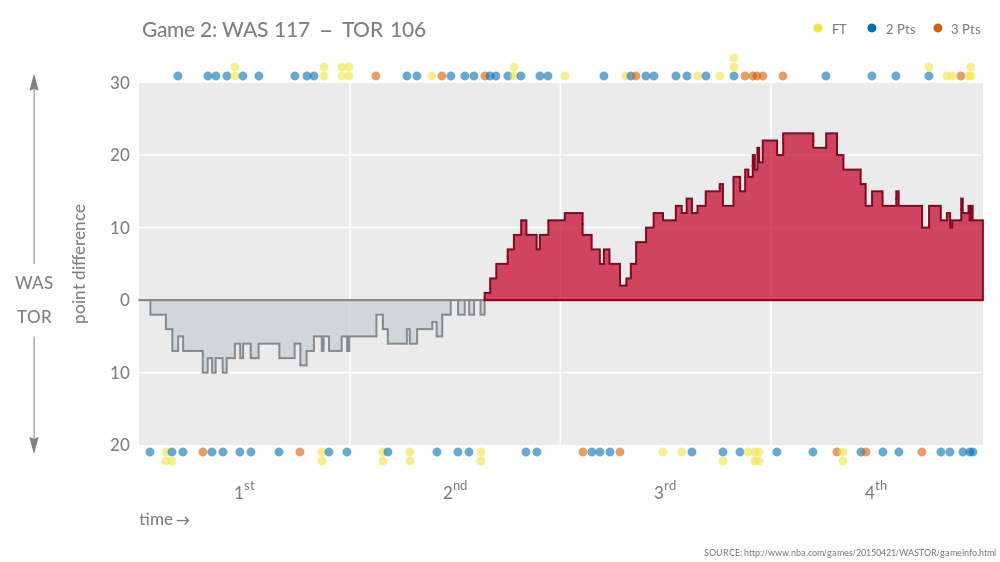 Game 2: WAS 117 – TOR 106
FT
2 Pts
3 Pts
30
20
10
0
10
20
WAS
TOR
point difference
1st
2nd
3rd
4th
time→
SOURCE: http://www.nba.com/games/20150421/WASTOR/gameinfo.html